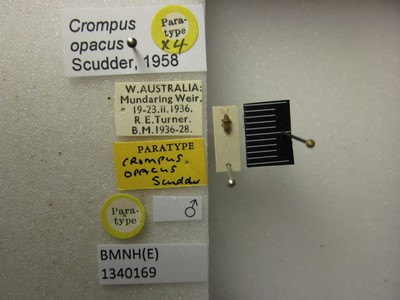 Crompus
opacus
Scudder, 1958
Para-
type
X4
W. AUSTRALIA:
Mundaring Weir.
19-23.ii.1936.
R.E. Turner.
B.M. 1936-28.
PARATYPE
CROMPUS
OPACUS
Scudder
Para-
type
♂
BMNH(E)
1340169